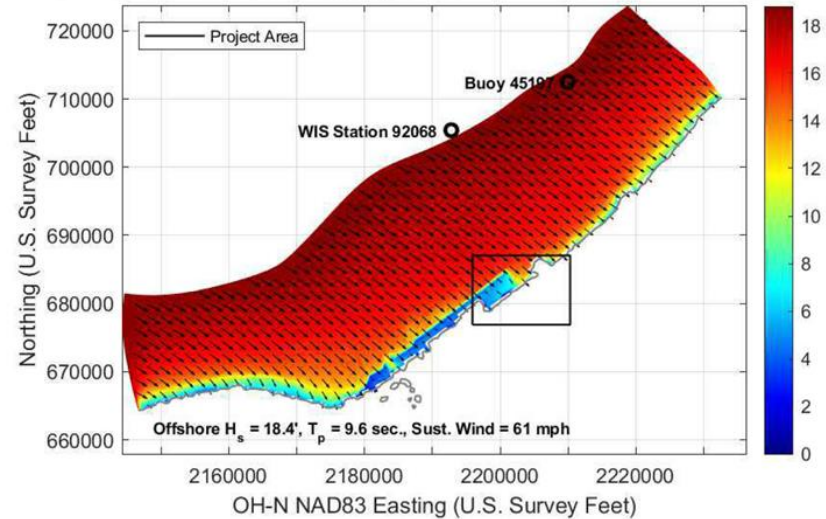 720000
710000
700000
690000
680000
670000
660000
Northing (U.S. Survey Feet)
Project Area
Buoy 45197
WIS Station 92068
Offshore Hs = 18.4', Tp = 9.6 sec., Sust. Wind = 61 mph
2160000 2180000 2200000 2220000
OH-N NAD83 Easting (U.S. Survey Feet)
18
16
14
12
10
8
6
4
2
0